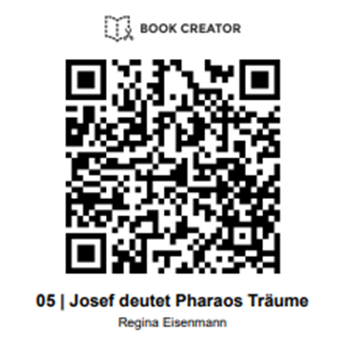 BOOK CREATOR
05 | Josef deutet Pharaos Träume
Regina Eisenmann